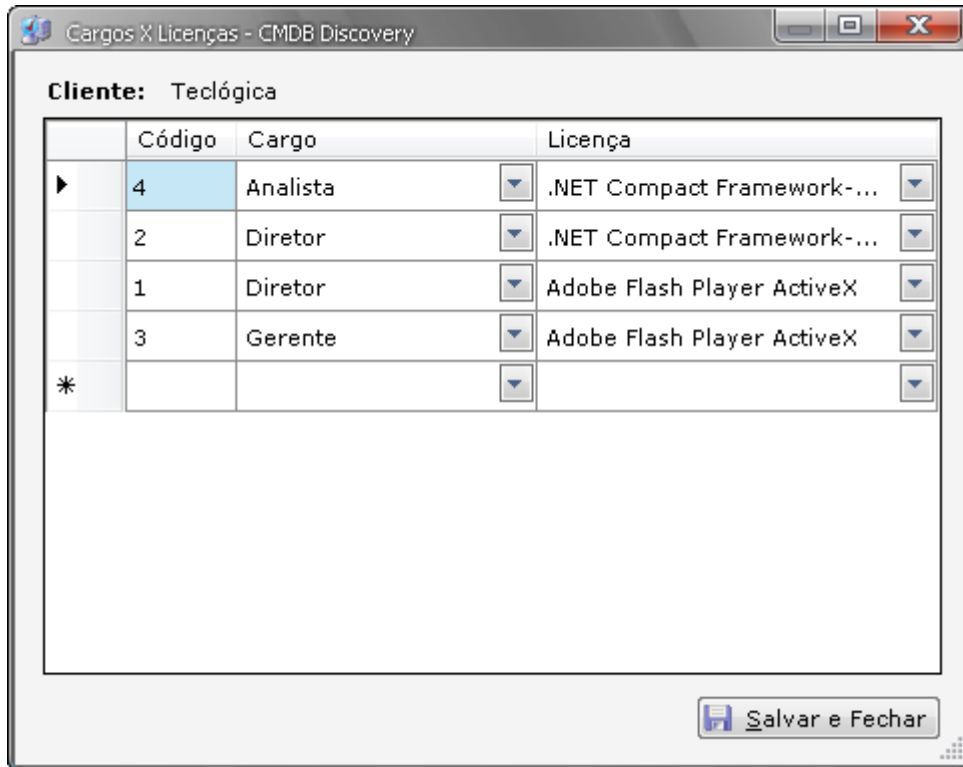 Cargos X Licenças - CMDB Discovery
Cliente: Teclógica
Código Cargo Licença
4 Analista .NET Compact Framework-...
2 Diretor .NET Compact Framework-...
1 Diretor Adobe Flash Player ActiveX
3 Gerente Adobe Flash Player ActiveX
Salvar e Fechar